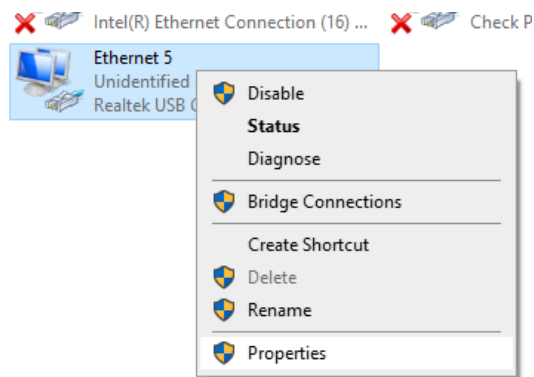 Intel(R) Ethernet Connection (16) ...
Check P
Ethernet 5
Unidentified
Realtek USB
Disable
Status
Diagnose
Bridge Connections
Create Shortcut
Delete
Rename
Properties